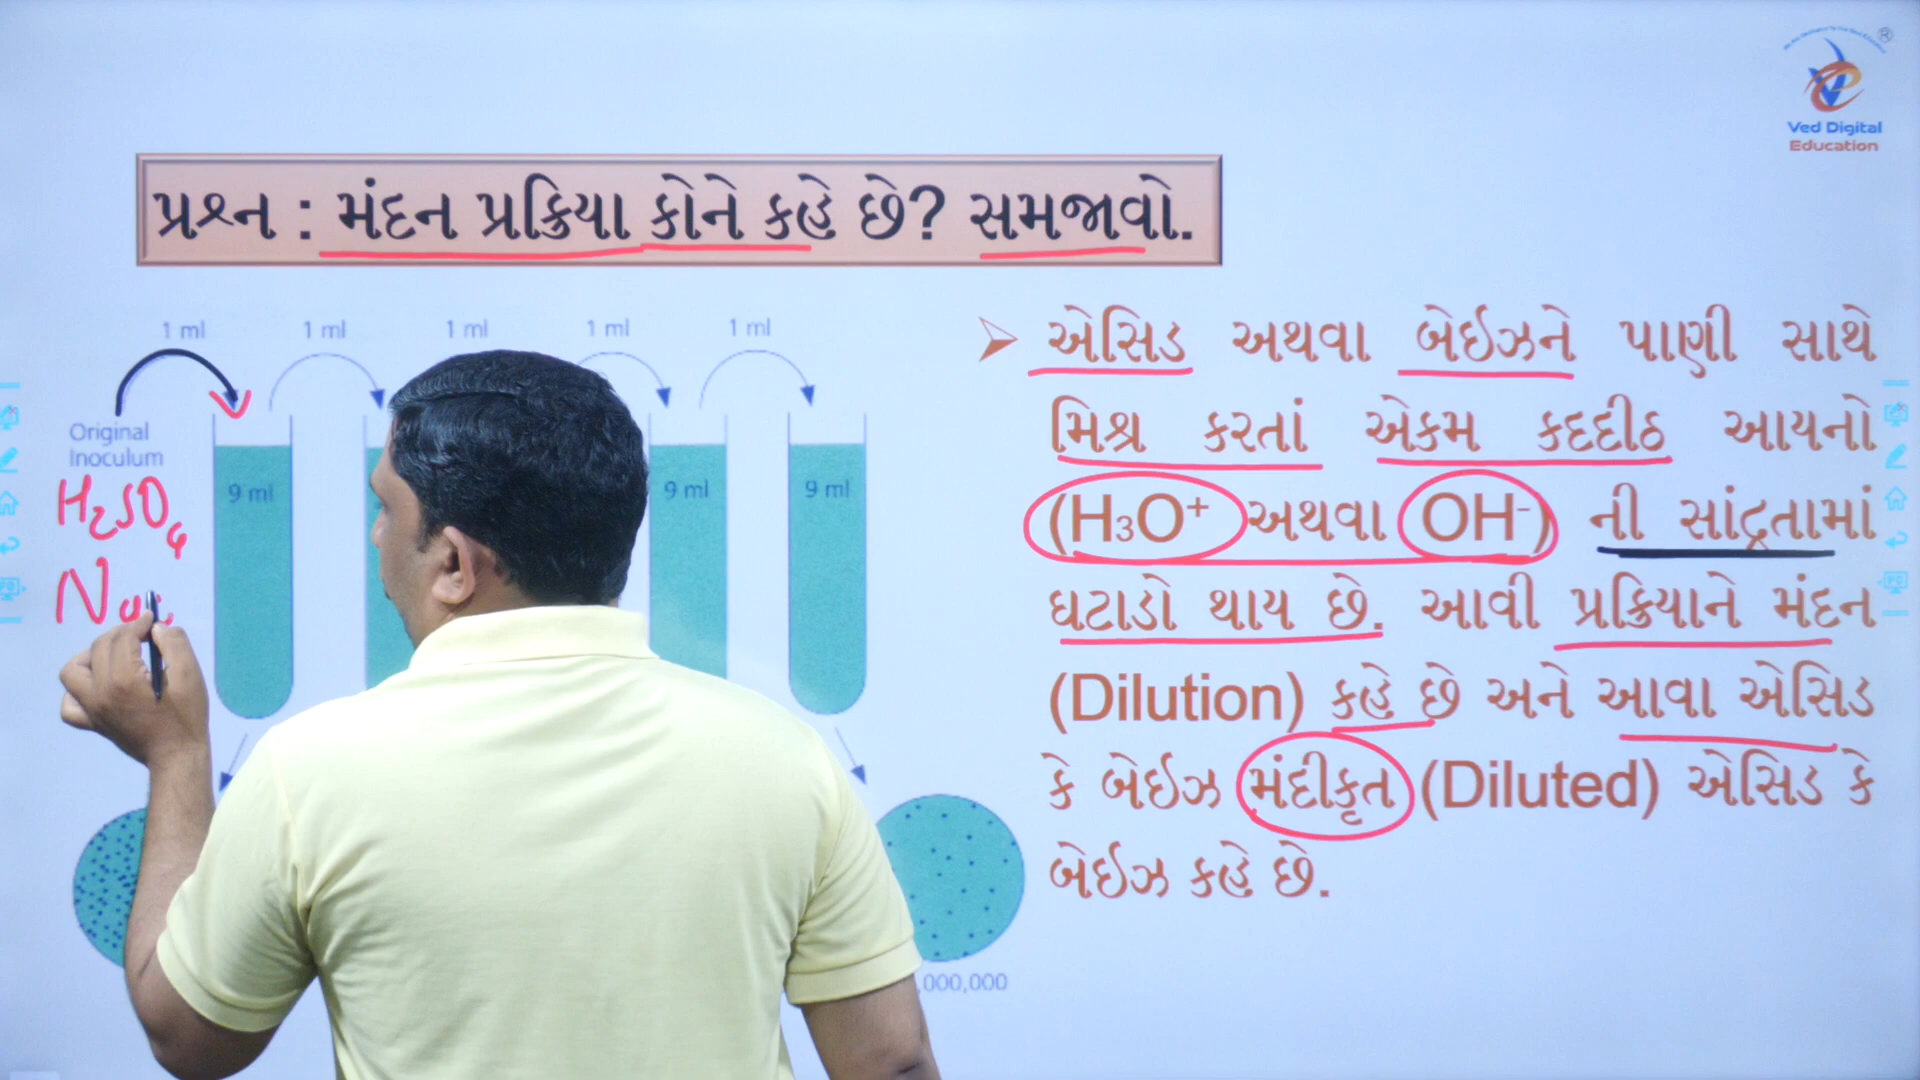 Ved Digital
Education
પ્રશ્ન : મંદન પ્રક્રિયા કોને કહે છે? સમજાવો.
1 ml 1 ml 1 ml 1 ml 1 ml
Original
Inoculum
9 ml 9 ml 9 ml
H₂SO₄
,000,000
➢ એસિડ અથવા બેઈઝને પાણી સાથે
મિશ્ર કરતાં એકમ કદદીઠ આયનો
(H₃O⁺ અથવા OH⁻) ની સાંદ્રતામાં
ઘટાડો થાય છે. આવી પ્રક્રિયાને મંદન
(Dilution) કહે છે અને આવા એસિડ
કે બેઈઝ મંદીકૃત (Diluted) એસિડ કે
બેઈઝ કહે છે.